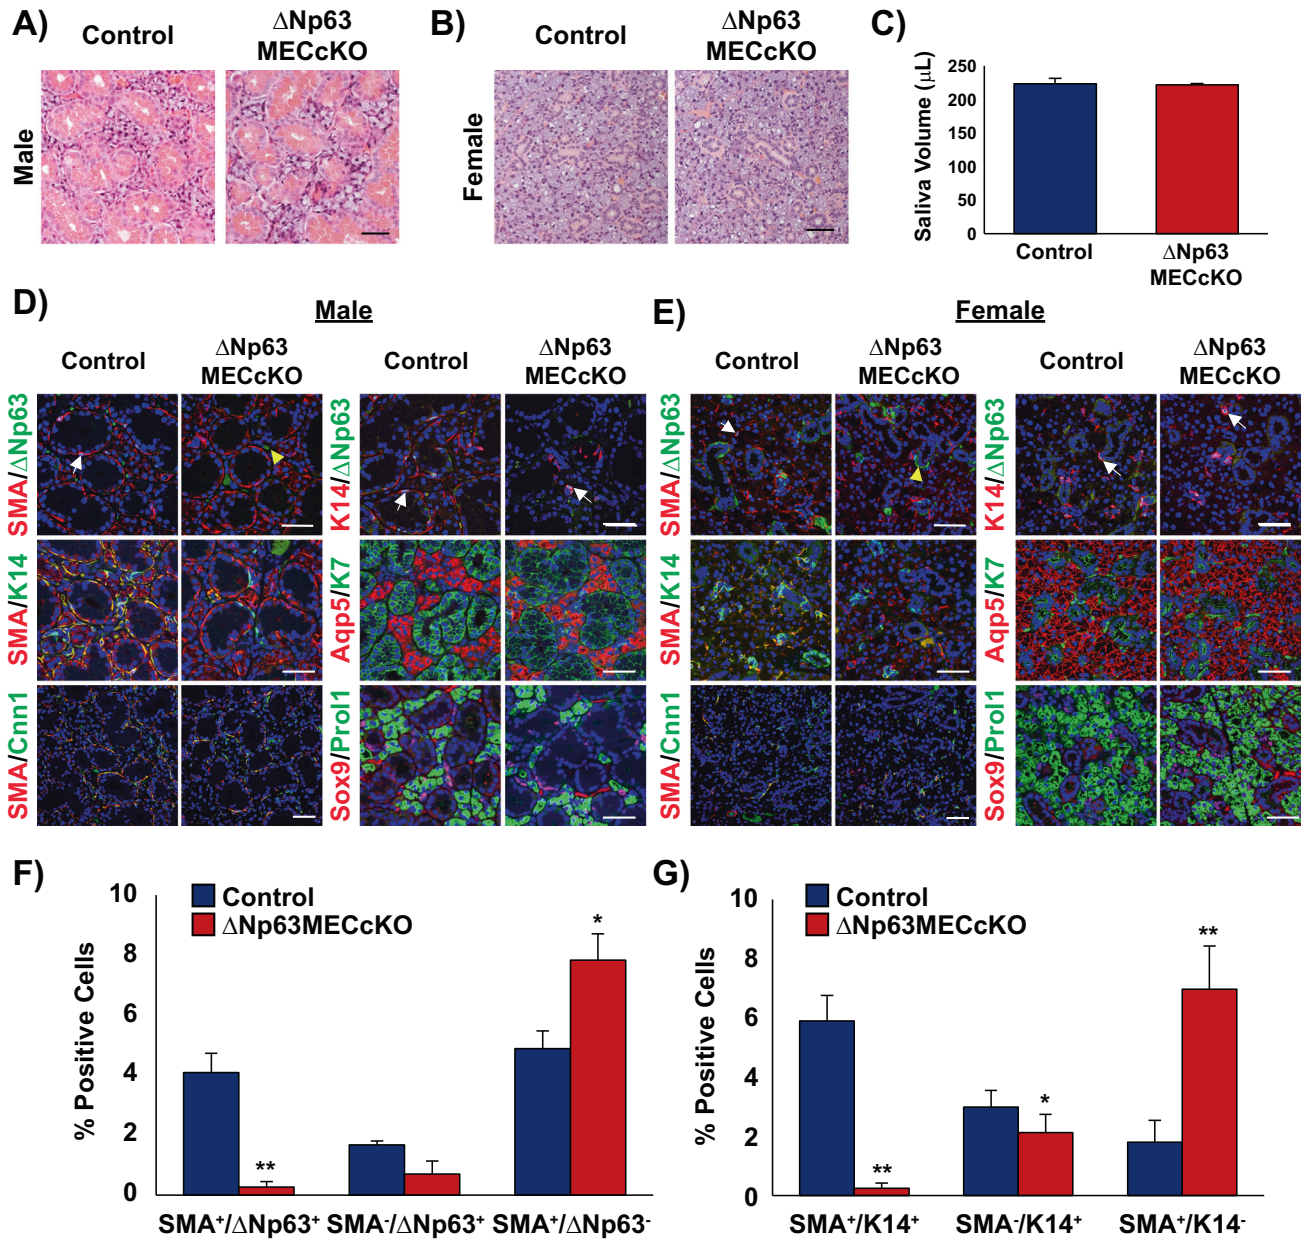 A)
Control
ΔNp63
MECcKO
Male
B)
Control
ΔNp63
MECcKO
Female
C)
Saliva Volume (μL)
250
200
150
100
50
0
Control
ΔNp63
MECcKO
D)
Male
Control
ΔNp63
MECcKO
Control
ΔNp63
MECcKO
SMA/ΔNp63
K14/ΔNp63
SMA/K14
Aqp5/K7
SMA/Cnn1
Sox9/Prol1
E)
Female
Control
ΔNp63
MECcKO
Control
ΔNp63
MECcKO
SMA/ΔNp63
K14/ΔNp63
SMA/K14
Aqp5/K7
SMA/Cnn1
Sox9/Prol1
F)
% Positive Cells
10
8
6
4
2
0
Control
ΔNp63MECcKO
**
*
SMA⁺/ΔNp63⁺
SMA⁻/ΔNp63⁺
SMA⁺/ΔNp63⁻
G)
% Positive Cells
10
8
6
4
2
0
Control
ΔNp63MECcKO
**
*
**
SMA⁺/K14⁺
SMA⁻/K14⁺
SMA⁺/K14⁻